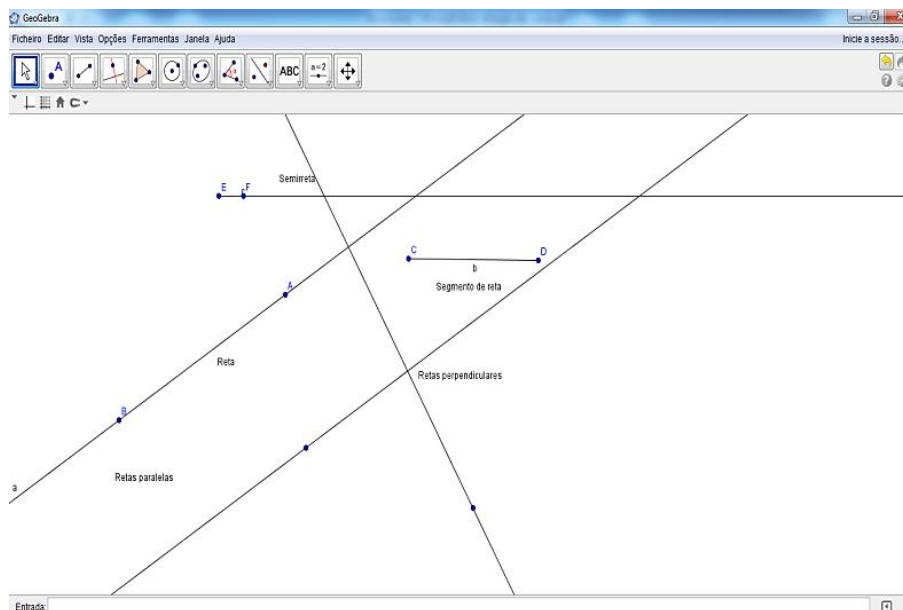 GeoGebra
Ficheiro Editar Vista Opções Ferramentas Janela Ajuda
Inicie a sessão...
A
ABC
a=2
Semirreta
E
F
C
D
b
Segmento de reta
A
Reta
Retas perpendiculares
B
Retas paralelas
a
Entrada: